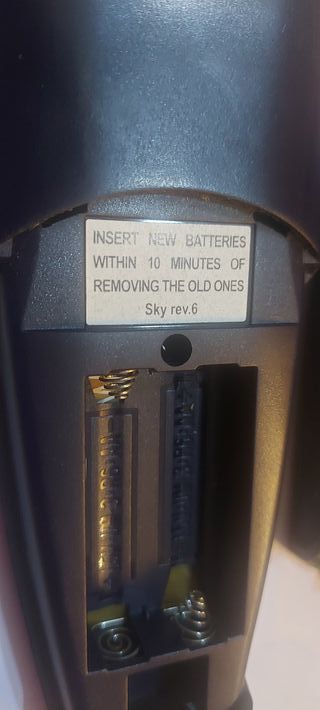 INSERT NEW BATTERIES
WITHIN 10 MINUTES OF
REMOVING THE OLD ONES
Sky rev.6